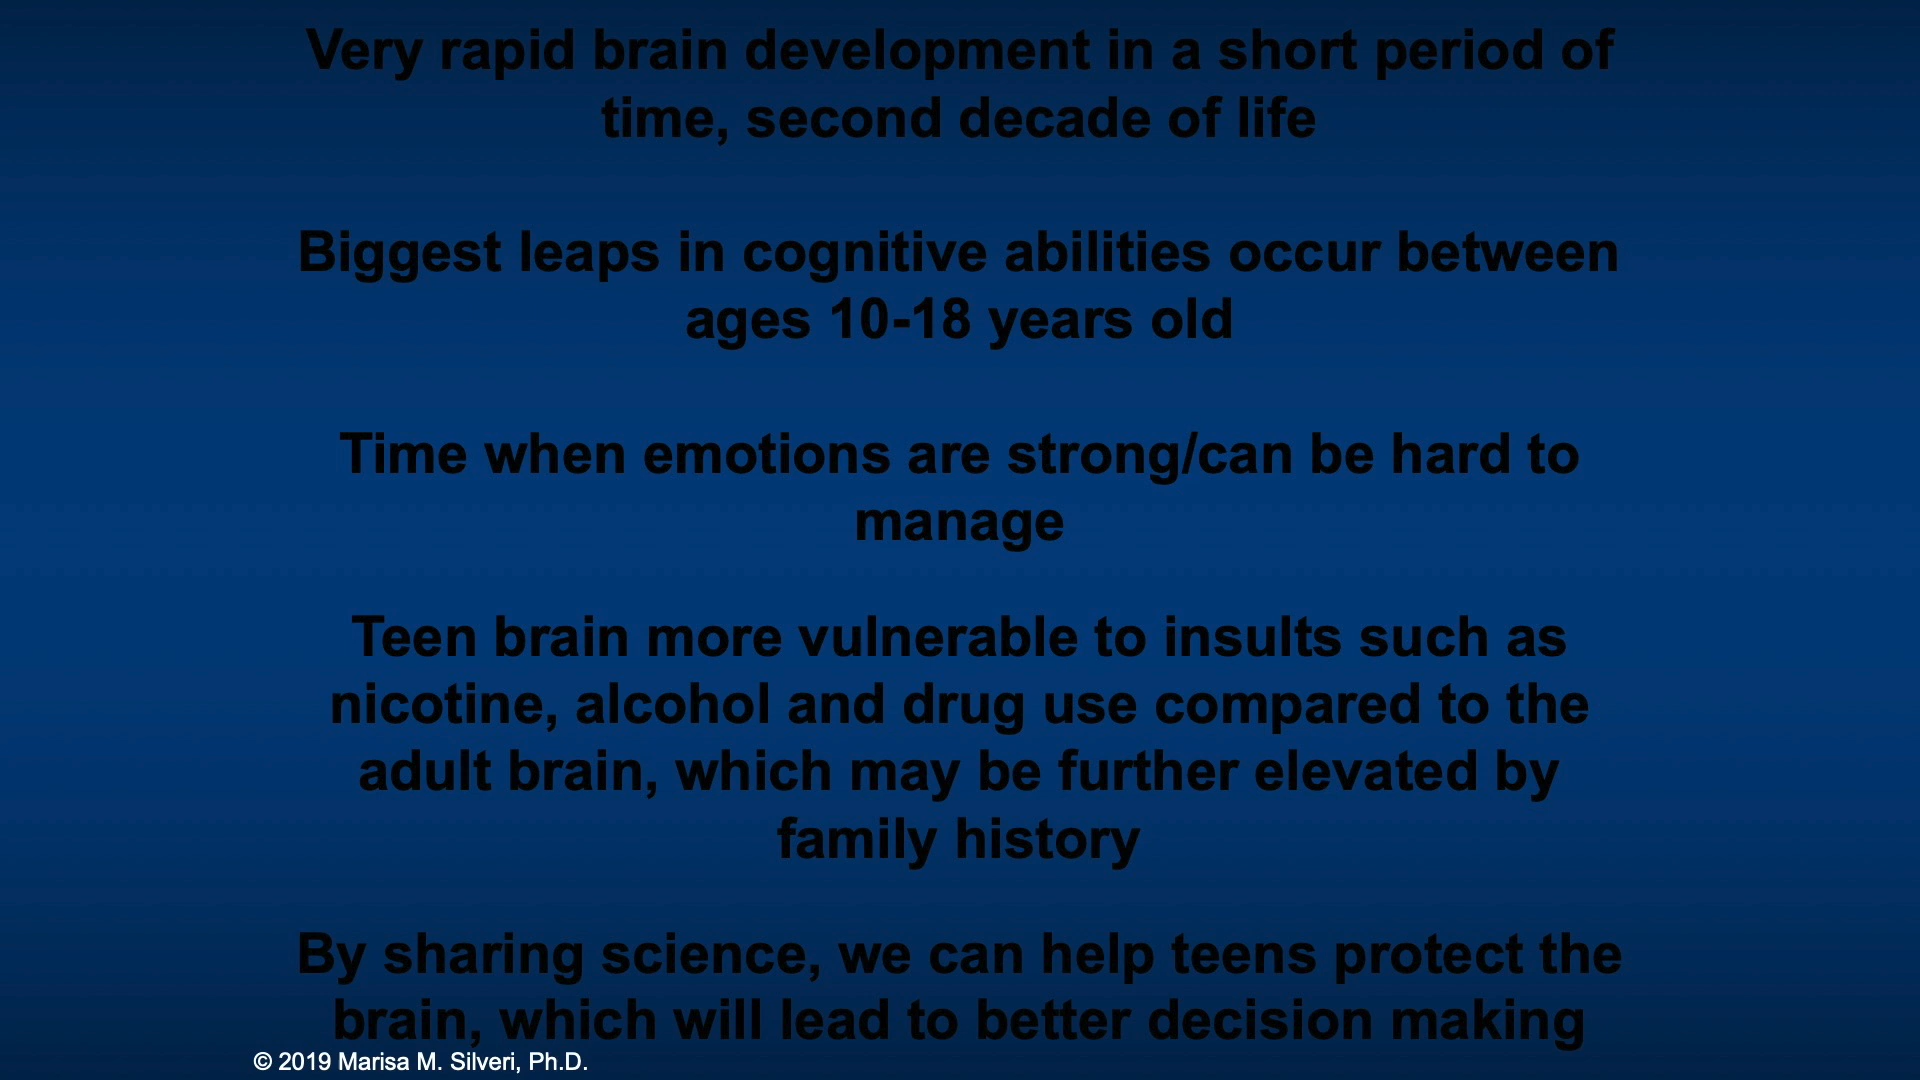 Very rapid brain development in a short period of
time, second decade of life
Biggest leaps in cognitive abilities occur between
ages 10-18 years old
Time when emotions are strong/can be hard to
manage
Teen brain more vulnerable to insults such as
nicotine, alcohol and drug use compared to the
adult brain, which may be further elevated by
family history
By sharing science, we can help teens protect the
brain, which will lead to better decision making
© 2019 Marisa M. Silveri, Ph.D.